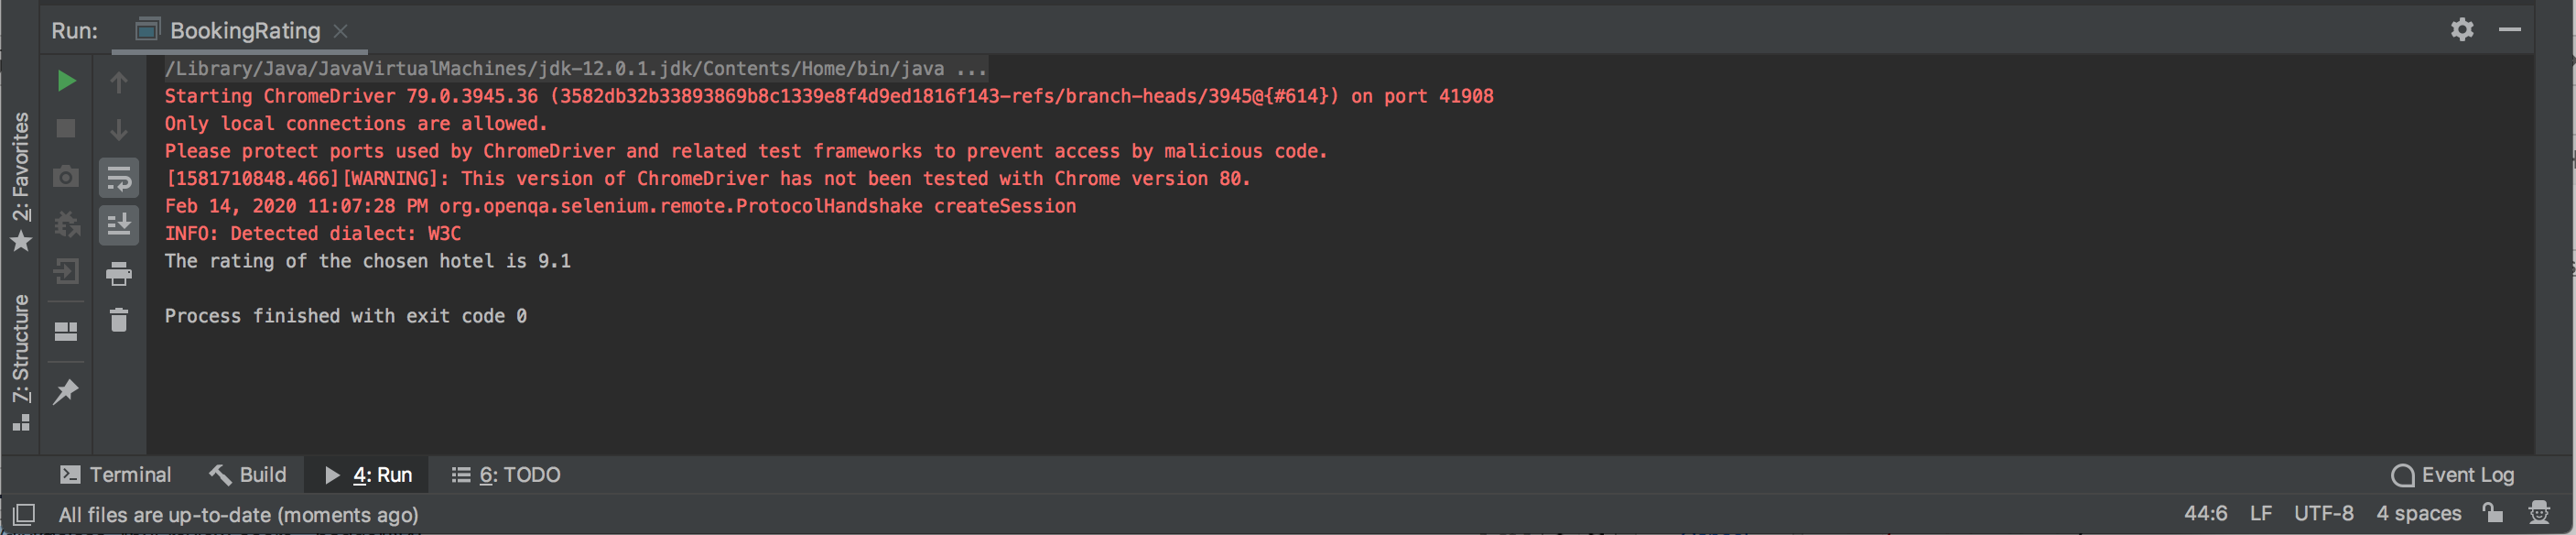 Run: BookingRating
/Library/Java/JavaVirtualMachines/jdk-12.0.1.jdk/Contents/Home/bin/java ...
Starting ChromeDriver 79.0.3945.36 (3582db32b33893869b8c1339e8f4d9ed1816f143-refs/branch-heads/3945@{#614}) on port 41908
Only local connections are allowed.
Please protect ports used by ChromeDriver and related test frameworks to prevent access by malicious code.
[1581710848.466][WARNING]: This version of ChromeDriver has not been tested with Chrome version 80.
Feb 14, 2020 11:07:28 PM org.openqa.selenium.remote.ProtocolHandshake createSession
INFO: Detected dialect: W3C
The rating of the chosen hotel is 9.1
Process finished with exit code 0
2: Favorites
7: Structure
Terminal Build 4: Run 6: TODO Event Log
All files are up-to-date (moments ago) 44:6 LF UTF-8 4 spaces